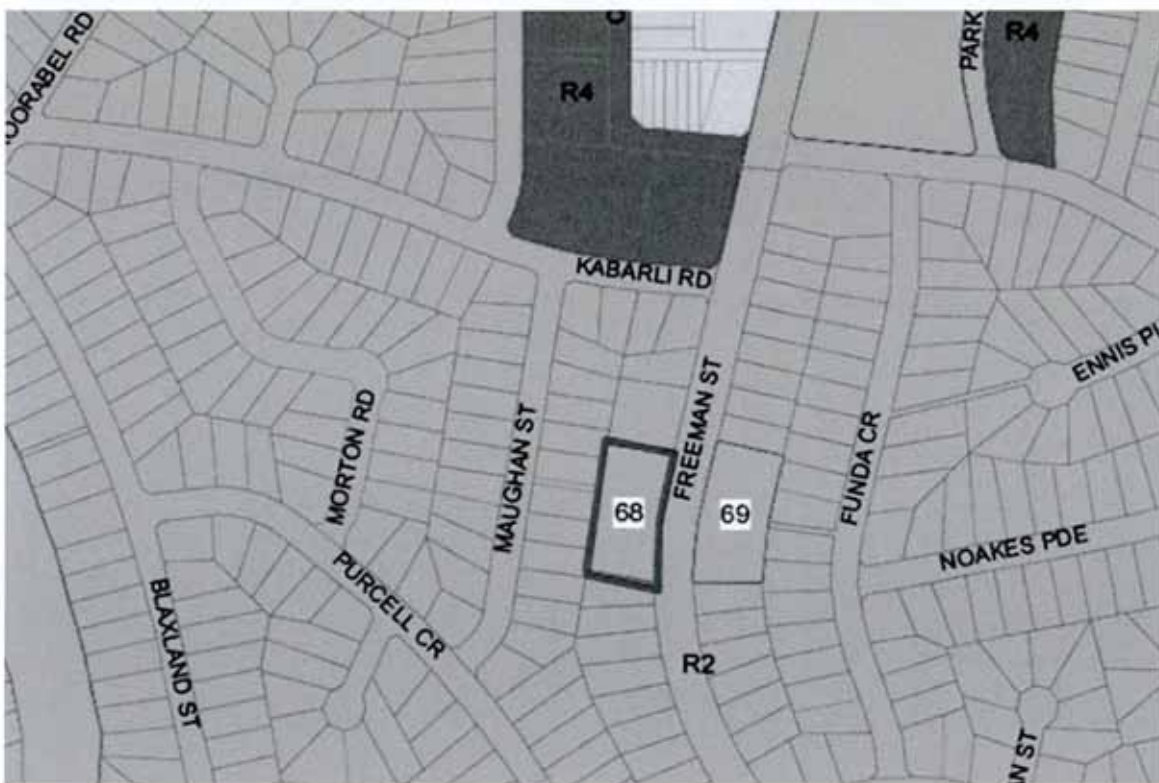 R4
PARK
R4
KABARLI RD
ENNIS
MORTON RD
MAUGHAN ST
FREEMAN ST
FUNDA CR
68
69
NOAKES PDE
PURCELL CR
BLAXLAND ST
R2
ST